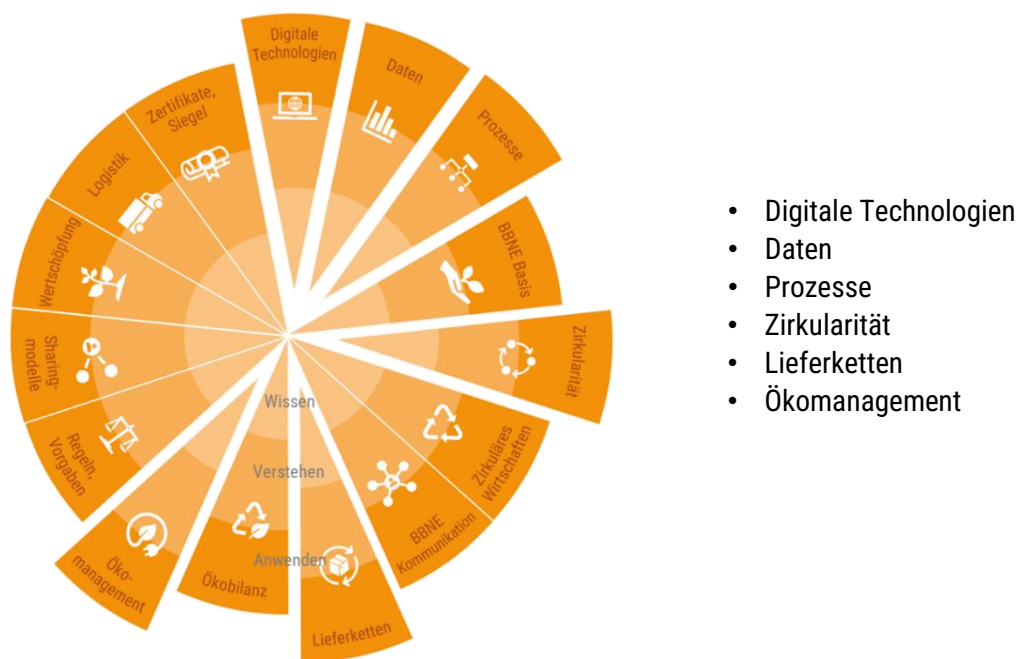 Digitale
Technologien
Daten
Prozesse
BBNE Basis
Zirkularität
Zirkuläres
Wirtschaften
BBNE
Kommunikation
Lieferketten
Ökobilanz
Öko-
management
Regeln,
Vorgaben
Sharing-
modelle
Wertschöpfung
Logistik
Zertifikate,
Siegel
Wissen
Verstehen
Anwenden
• Digitale Technologien
• Daten
• Prozesse
• Zirkularität
• Lieferketten
• Ökomanagement